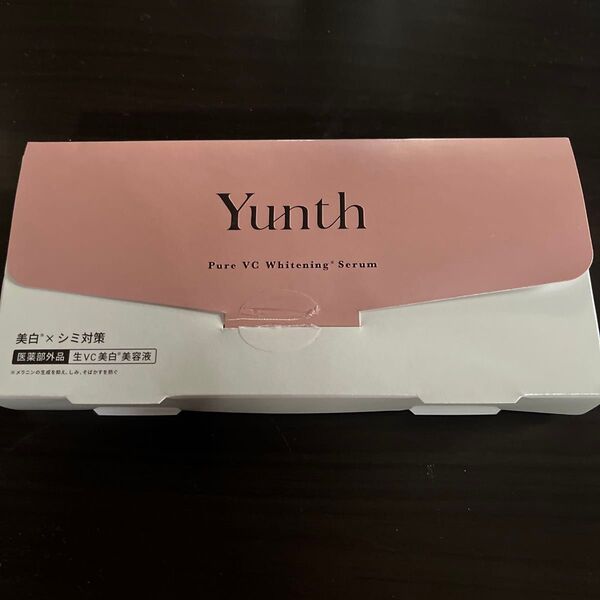 Yunth
Pure VC Whitening※ Serum
美白※×シミ対策
医薬部外品 生VC美白※美容液
※メラニンの生成を抑え、しみ、そばかすを防ぐ